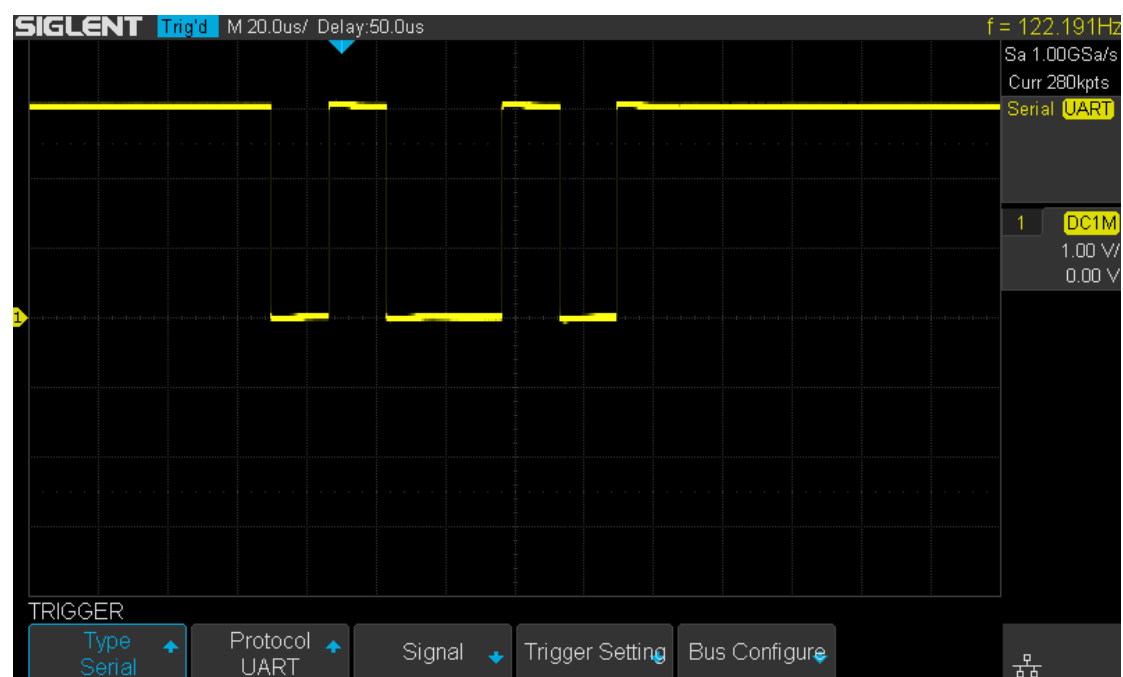 SIGLENT Trig'd M 20.0us/ Delay:50.0us f = 122.191Hz
Sa 1.00GSa/s
Curr 280kpts
Serial UART
1 DC1M
1.00 V/
0.00 V
1
TRIGGER
Type Serial
Protocol UART
Signal
Trigger Setting
Bus Configure